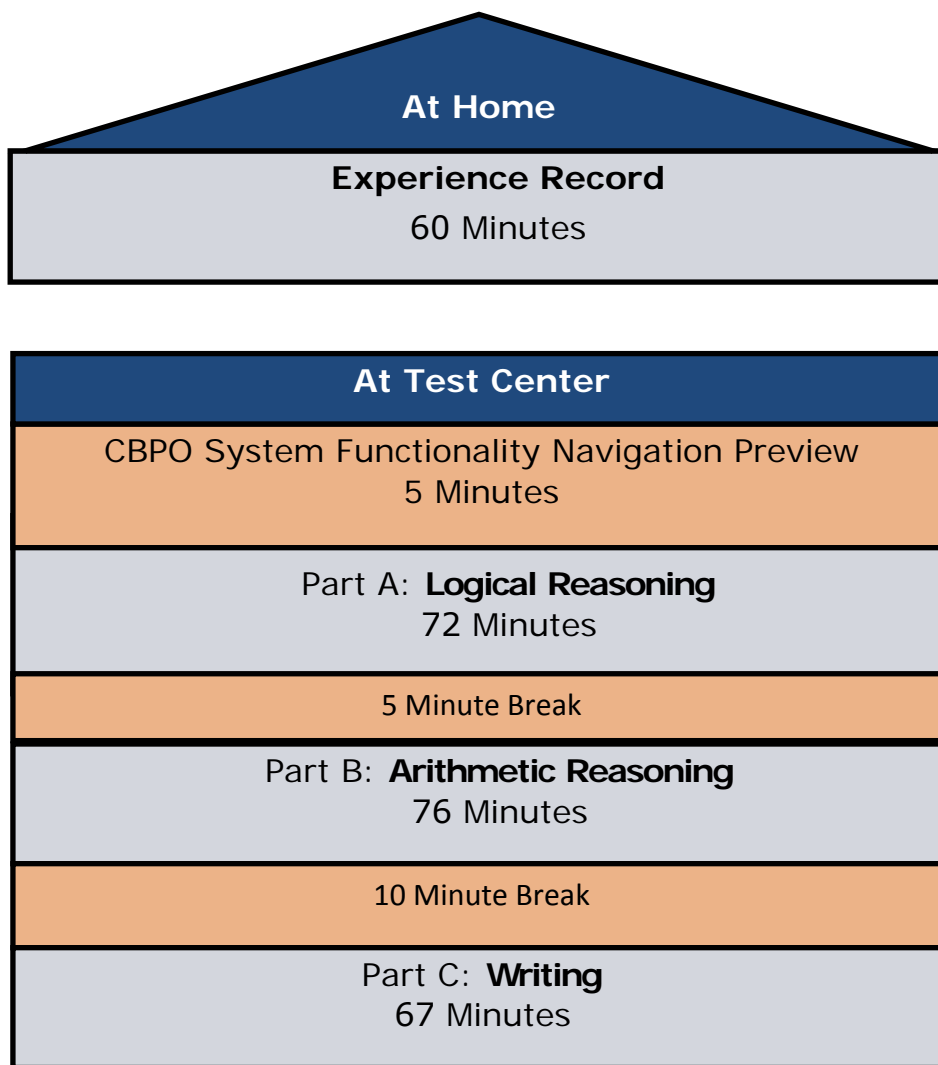 At Home
Experience Record
60 Minutes
At Test Center
CBPO System Functionality Navigation Preview
5 Minutes
Part A: Logical Reasoning
72 Minutes
5 Minute Break
Part B: Arithmetic Reasoning
76 Minutes
10 Minute Break
Part C: Writing
67 Minutes